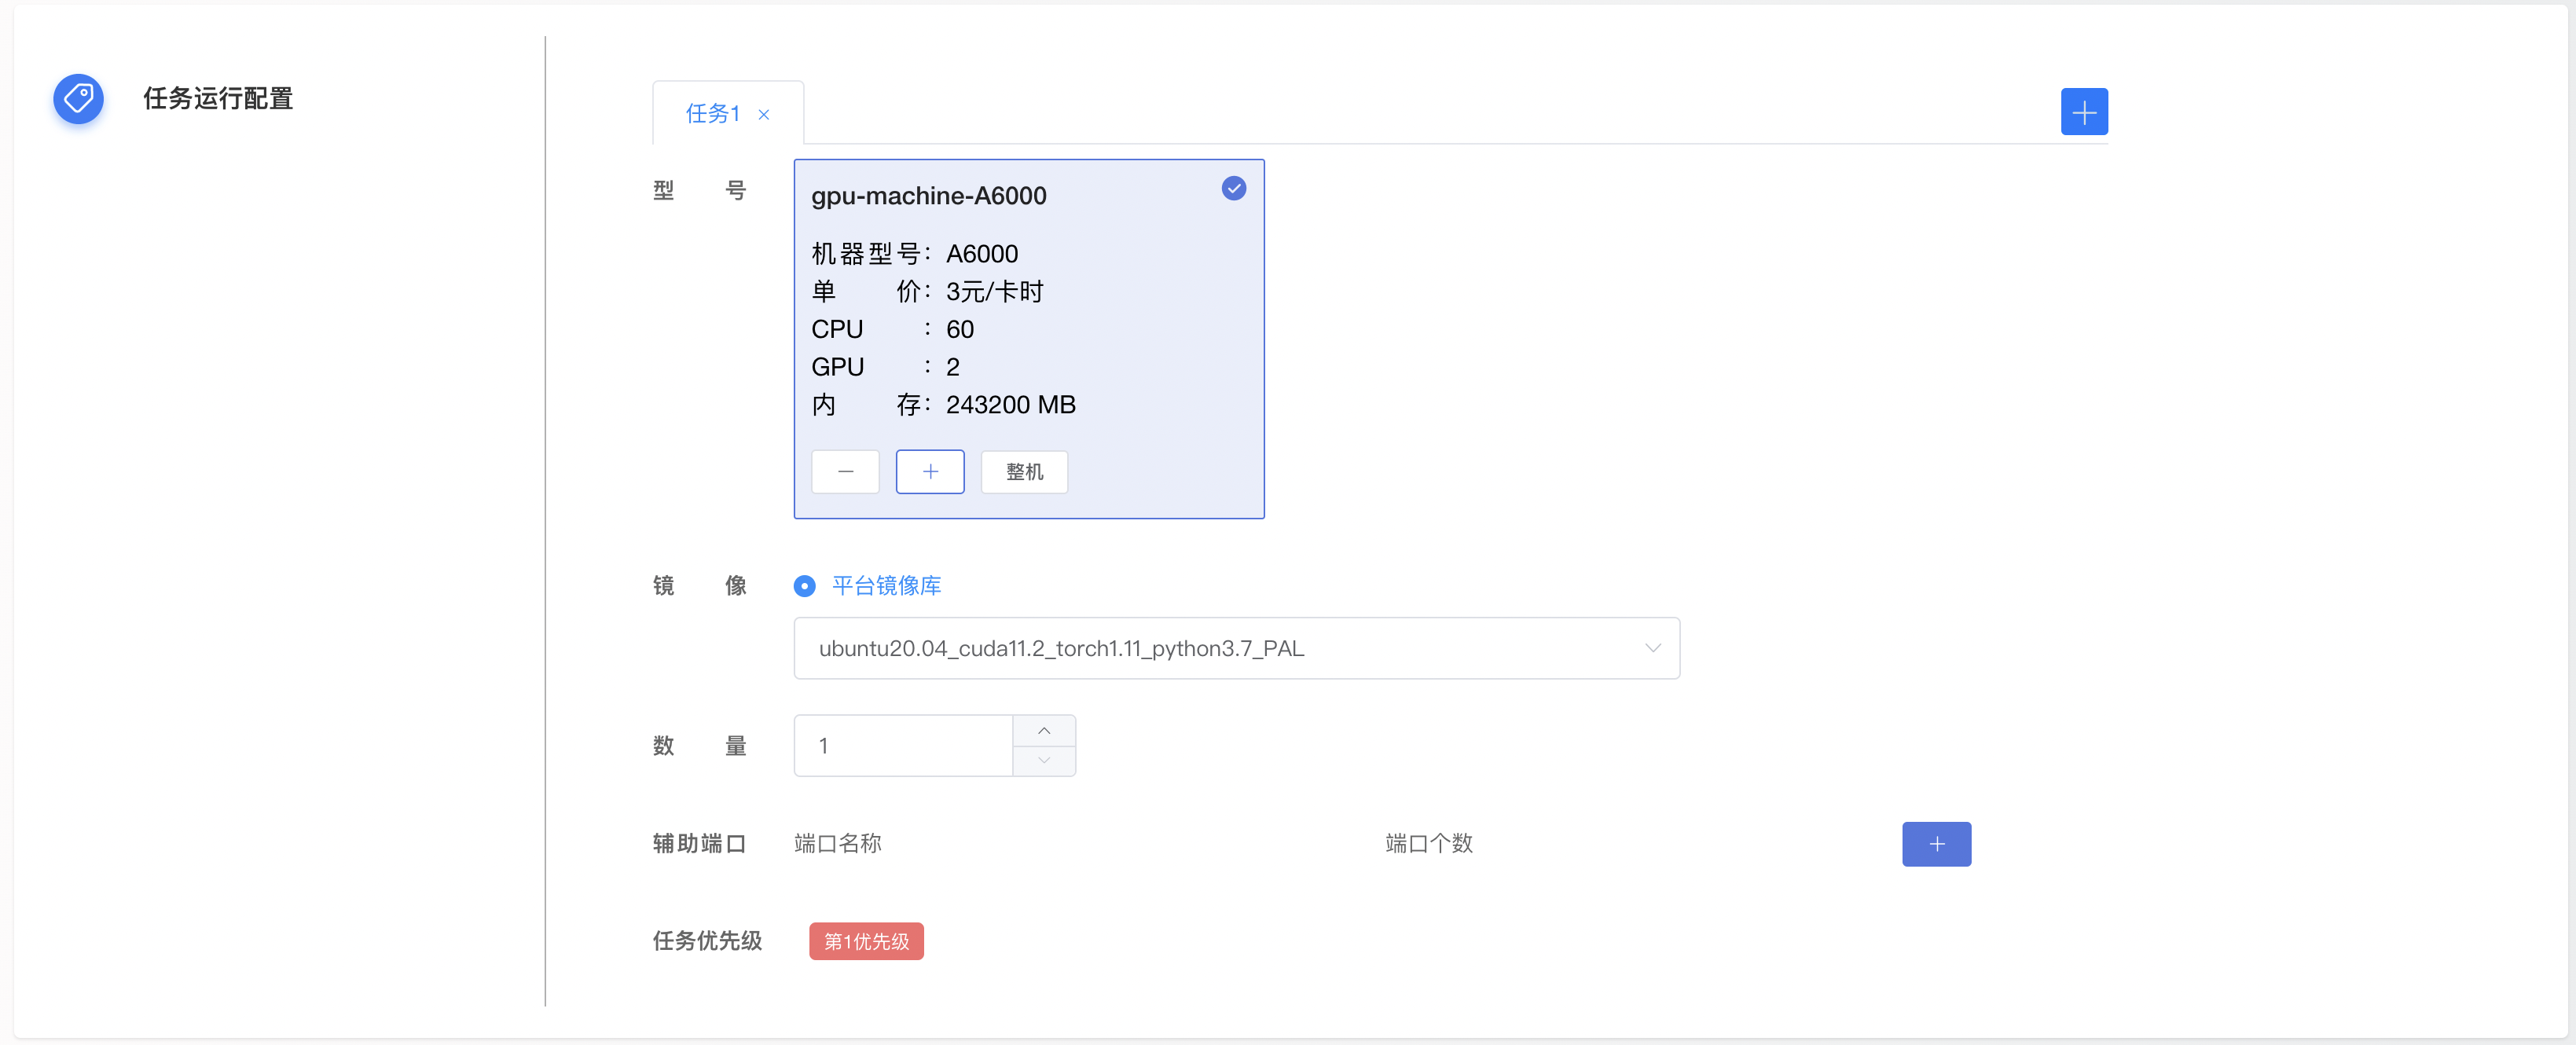 任务运行配置
任务1
型 号
gpu-machine-A6000
机器型号：A6000
单 价：3元/卡时
CPU ：60
GPU ：2
内 存：243200 MB
整机
镜 像 平台镜像库
ubuntu20.04_cuda11.2_torch1.11_python3.7_PAL
数 量 1
辅助端口 端口名称 端口个数
任务优先级 第1优先级